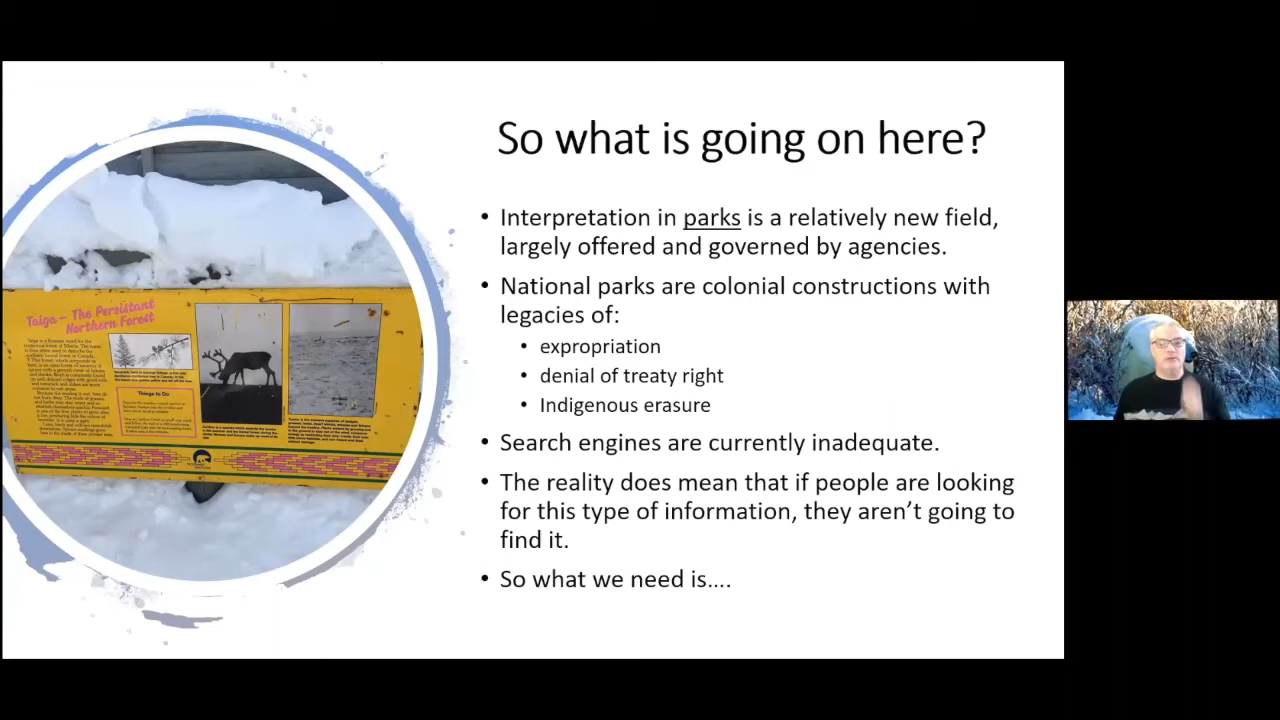 So what is going on here?
• Interpretation in parks is a relatively new field,
largely offered and governed by agencies.
• National parks are colonial constructions with
legacies of:
• expropriation
• denial of treaty right
• Indigenous erasure
• Search engines are currently inadequate.
• The reality does mean that if people are looking
for this type of information, they aren't going to
find it.
• So what we need is....
Taiga – The Persistant
Northern Forest
Things to Do